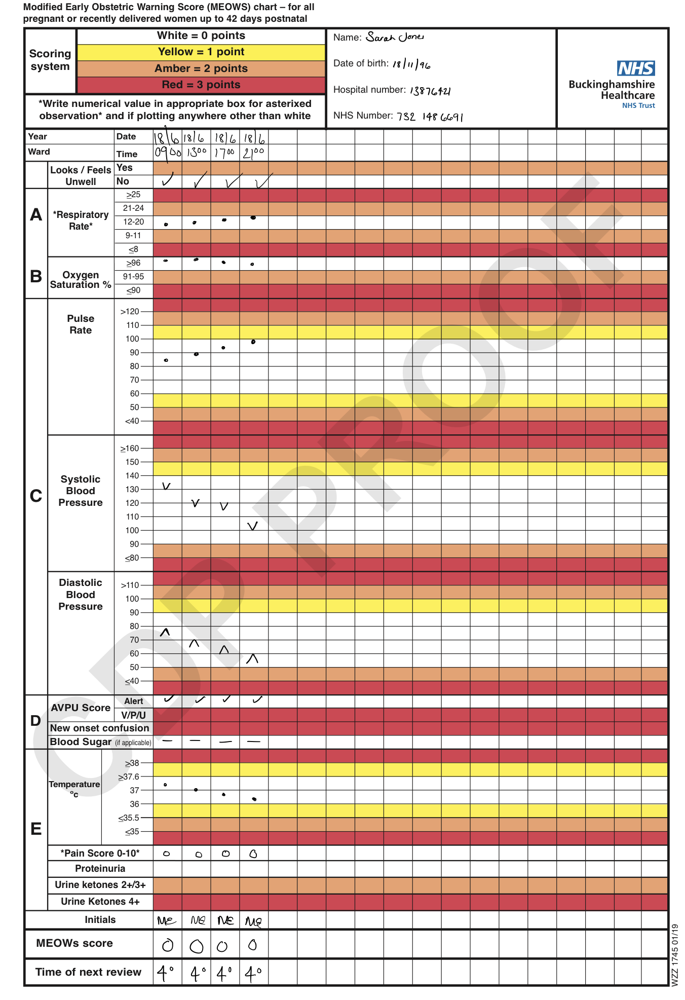 Modified Early Obstetric Warning Score (MEOWS) chart – for all
pregnant or recently delivered women up to 42 days postnatal
Scoring system
White = 0 points
Yellow = 1 point
Amber = 2 points
Red = 3 points
*Write numerical value in appropriate box for asterixed
observation* and if plotting anywhere other than white
Name: Sarah Jones
Date of birth: 18/11/96
Hospital number: 13876421
NHS Number: 732 148 6691
NHS
Buckinghamshire
Healthcare
NHS Trust
Year Date 18/6 18/6 18/6 18/6
Ward Time 0900 1300 1700 2100
Looks / Feels Unwell
Yes
No ✓ ✓ ✓ ✓
A
*Respiratory Rate*
≥25
21-24
12-20
9-11
≤8
B
Oxygen Saturation %
≥96
91-95
≤90
C
Pulse Rate
>120
110
100
90
80
70
60
50
<40
Systolic Blood Pressure
≥160
150
140
130
120
110
100
90
≤80
Diastolic Blood Pressure
>110
100
90
80
70
60
50
≤40
D
AVPU Score
Alert ✓ ✓ ✓ ✓
V/P/U
New onset confusion
Blood Sugar (if applicable) – – – –
E
Temperature ºc
≥38
≥37.6
37
36
≤35.5
≤35
*Pain Score 0-10* 0 0 0 0
Proteinuria
Urine ketones 2+/3+
Urine Ketones 4+
Initials ME ME ME ME
MEOWs score 0 0 0 0
Time of next review 4° 4° 4° 4°
WZZ 1745 01/19
CDP PROOF